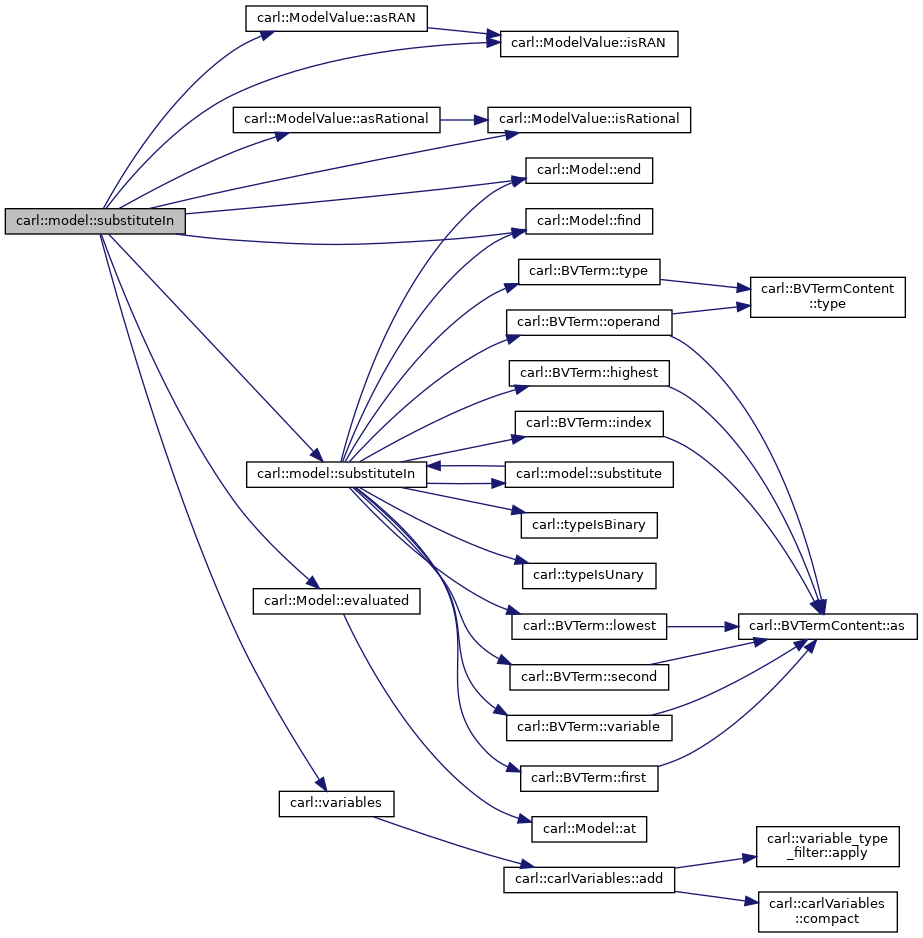 carl::ModelValue::asRAN
carl::ModelValue::isRAN
carl::ModelValue::asRational
carl::ModelValue::isRational
carl::Model::end
carl::model::substituteIn
carl::Model::find
carl::BVTerm::type
carl::BVTermContent
::type
carl::BVTerm::operand
carl::BVTerm::highest
carl::BVTerm::index
carl::model::substituteIn
carl::model::substitute
carl::typeIsBinary
carl::typeIsUnary
carl::Model::evaluated
carl::BVTerm::lowest
carl::BVTermContent::as
carl::BVTerm::second
carl::BVTerm::variable
carl::BVTerm::first
carl::variables
carl::Model::at
carl::variable_type
_filter::apply
carl::carlVariables::add
carl::carlVariables
::compact